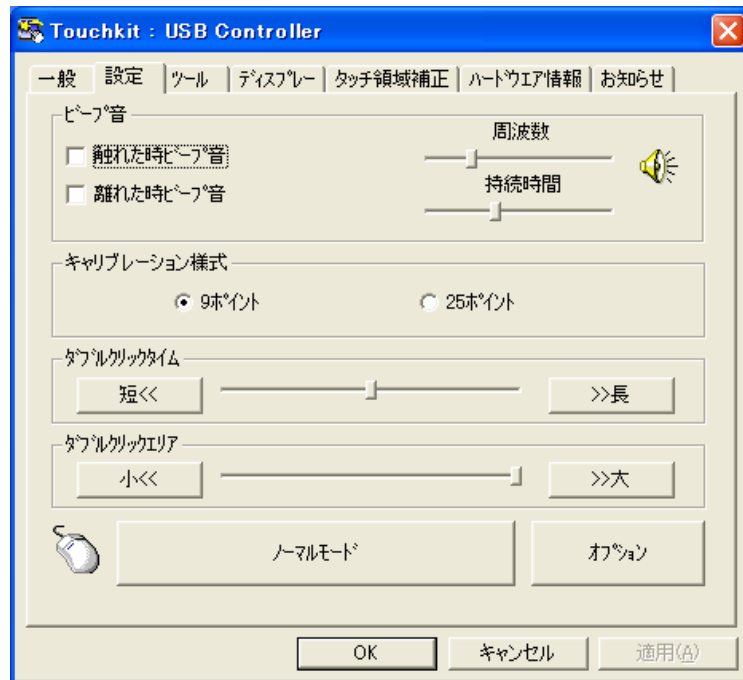 Touchkit : USB Controller
一般 設定 ﾂｰﾙ ﾃﾞｨｽﾌﾟﾚｰ ﾀｯﾁ領域補正 ﾊｰﾄﾞｳｴｱ情報 お知らせ
ﾋﾞｰﾌﾟ音
触れた時ﾋﾞｰﾌﾟ音
離れた時ﾋﾞｰﾌﾟ音
周波数
持続時間
キャリブレーション様式
9ﾎﾟｲﾝﾄ 25ﾎﾟｲﾝﾄ
ﾀﾞﾌﾞﾙｸﾘｯｸﾀｲﾑ
短<< >>長
ﾀﾞﾌﾞﾙｸﾘｯｸｴﾘｱ
小<< >>大
ﾉｰﾏﾙﾓｰﾄﾞ ｵﾌﾟｼｮﾝ
OK キャンセル 適用(A)